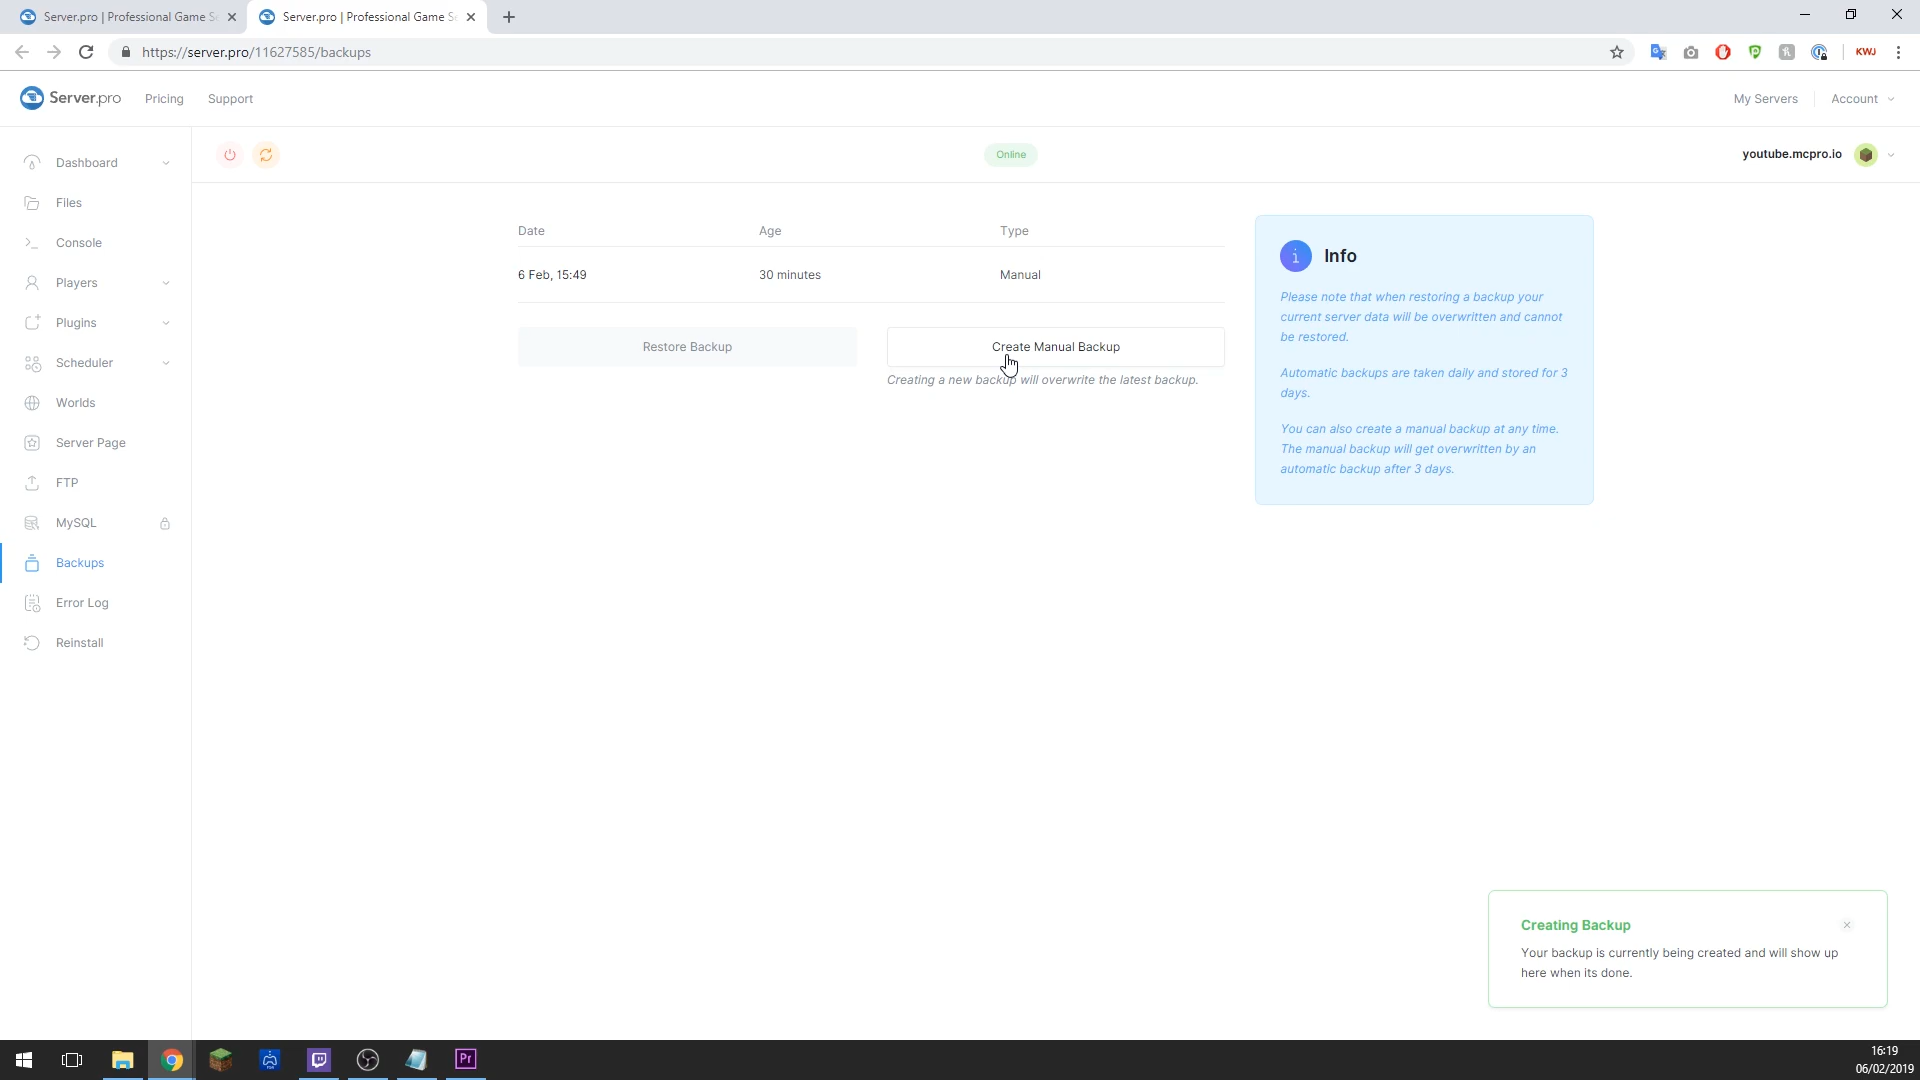 Server.pro | Professional Game S
Server.pro | Professional Game Se
https://server.pro/11627585/backups
KWJ
Server.pro
Pricing
Support
My Servers
Account
Dashboard
Files
Console
Players
Plugins
Scheduler
Worlds
Server Page
FTP
MySQL
Backups
Error Log
Reinstall
Online
youtube.mcpro.io
Date Age Type
6 Feb, 15:49 30 minutes Manual
Restore Backup
Create Manual Backup
Creating a new backup will overwrite the latest backup.
i
Info
Please note that when restoring a backup your
current server data will be overwritten and cannot
be restored.
Automatic backups are taken daily and stored for 3
days.
You can also create a manual backup at any time.
The manual backup will get overwritten by an
automatic backup after 3 days.
Creating Backup
Your backup is currently being created and will show up
here when its done.
Pr
16:19
06/02/2019